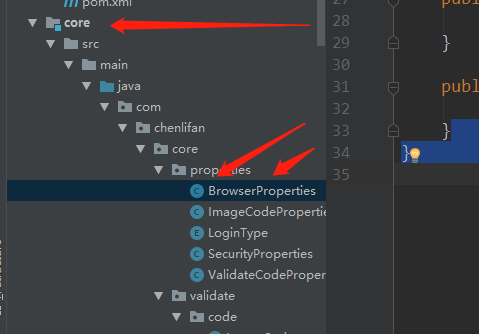 pom.xml
core
src
main
java
com
chenlifan
core
properties
BrowserProperties
ImageCodePropertie
LoginType
SecurityProperties
ValidateCodeProper
validate
code
27
publ
28
29
}
30
31
publ
32
33
}
34
}
35